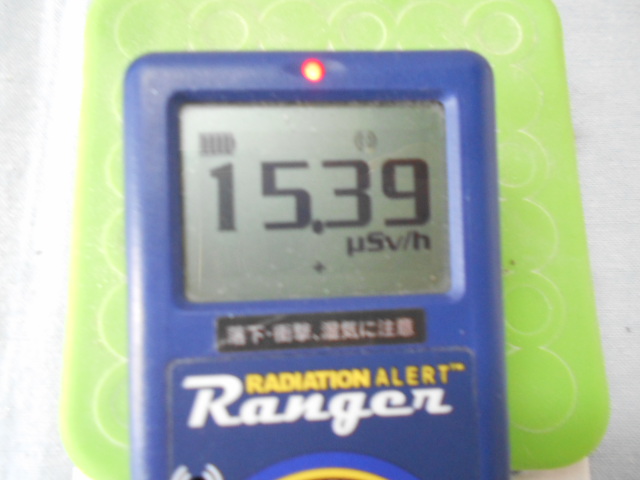 15.39
µSv/h
+
落下・衝撃、湿気に注意
RADIATION ALERT™
Ranger